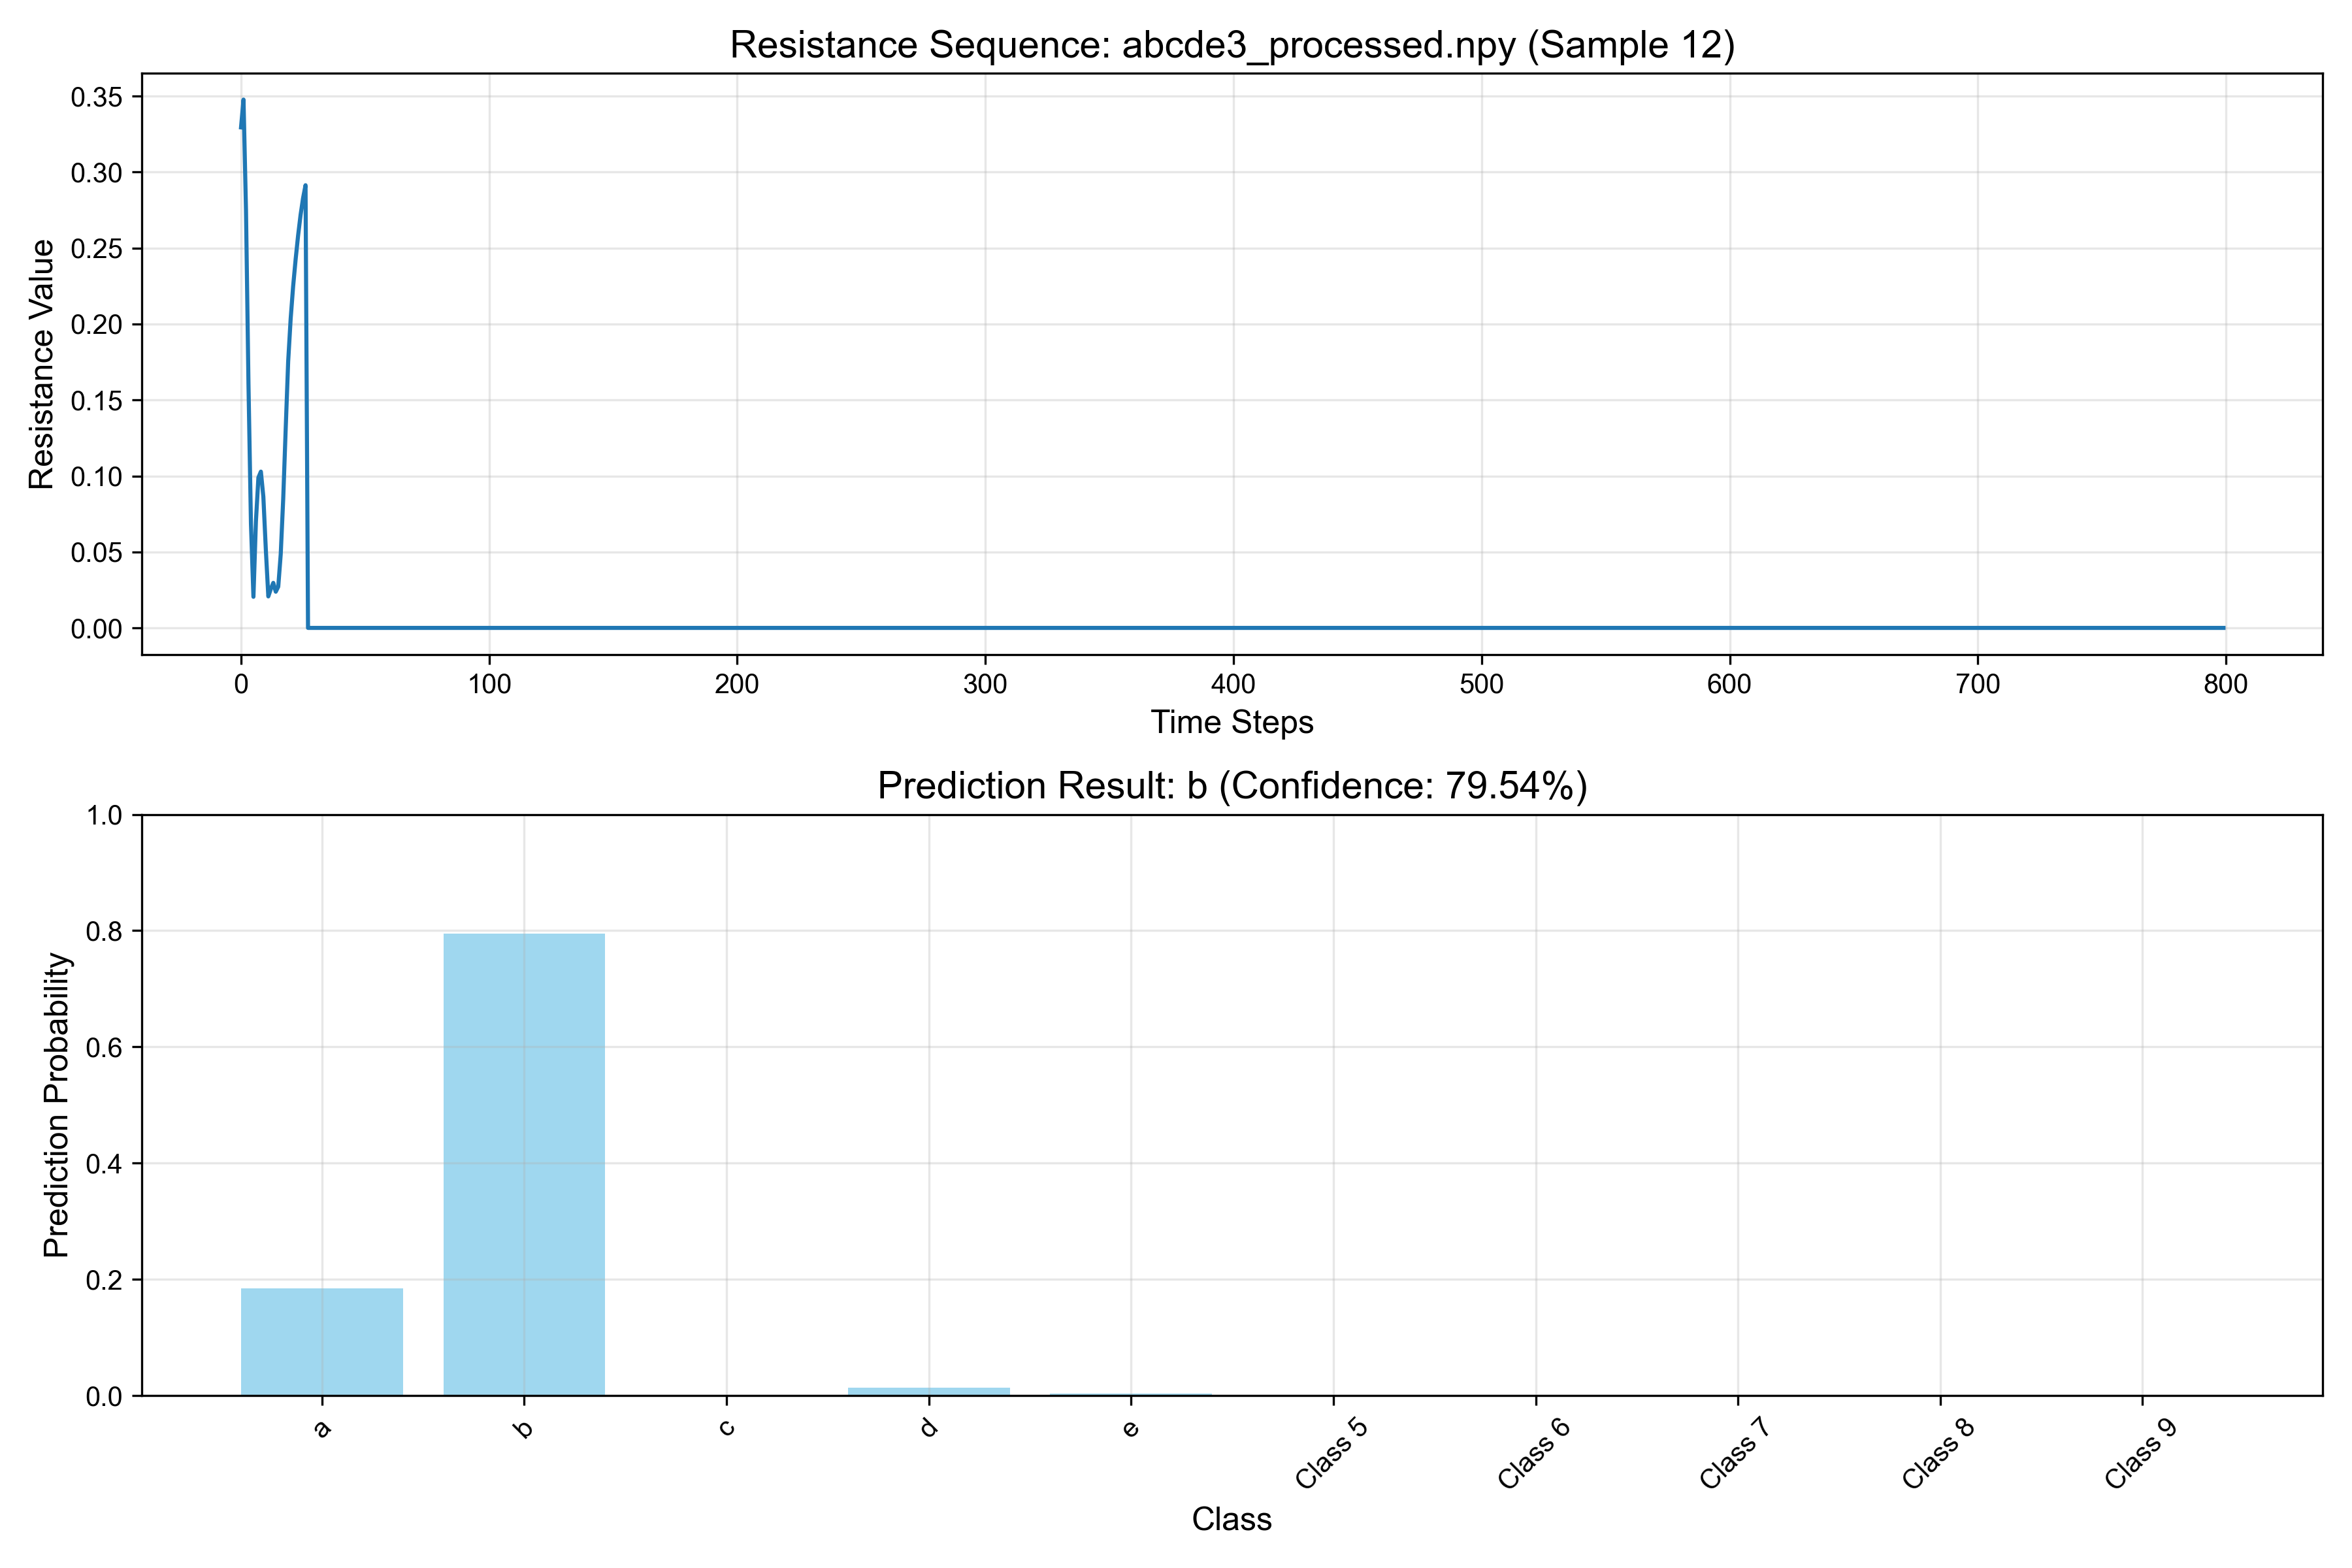 Resistance Sequence: abcde3_processed.npy (Sample 12)
Resistance Value
0.35
0.30
0.25
0.20
0.15
0.10
0.05
0.00
0 100 200 300 400 500 600 700 800
Time Steps
Prediction Result: b (Confidence: 79.54%)
Prediction Probability
1.0
0.8
0.6
0.4
0.2
0.0
a b c d e Class 5 Class 6 Class 7 Class 8 Class 9
Class